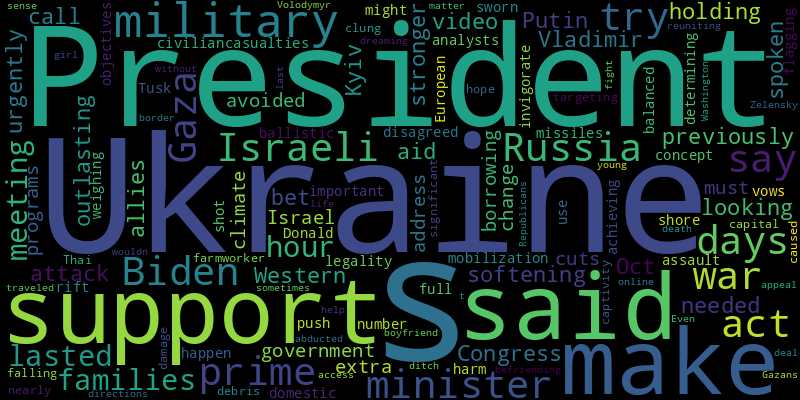 sense
Volodymyr
might
sworn
matter
holding
call
military
video
Putin
try
flagging
objectives
urgently
President
civiliancasualties
clung
reuniting
analysts
Vladimir
spoken
girl
dreaming
Kyiv
stronger
European
invigorate
fight
Tusk
Gaza
avoided
last
hope
targeting
balanced
determining
Washington
Zelensky
without
border
ballistic
disagreed
missiles
previously
outlasting
Israeli
aid
Russia
concept
say
meeting
programs
weighing
allies
Ukraine
young
important
life
bet
climate
shot
Israel
Donald
address
significant
borrowing
change
Republicans
use
achieving
must
vows
looking
shore
capital
death
days
caused
hour
legality
mobilization
cuts
Oct
assault
appeal
wouldn
farmworker
Thai
attack
rift
Biden
Western
full
softening
war
traveled
sometimes
t
captivity
online
Even
needed
support
S
said
act
help
push
number
boyfriend
abducted
make
lasted
damage
happen
government
Congress
deal
falling
families
prime
extra
access
ditch
harm
befriending
Gazans
nearly
directions
debris
domestic
minister